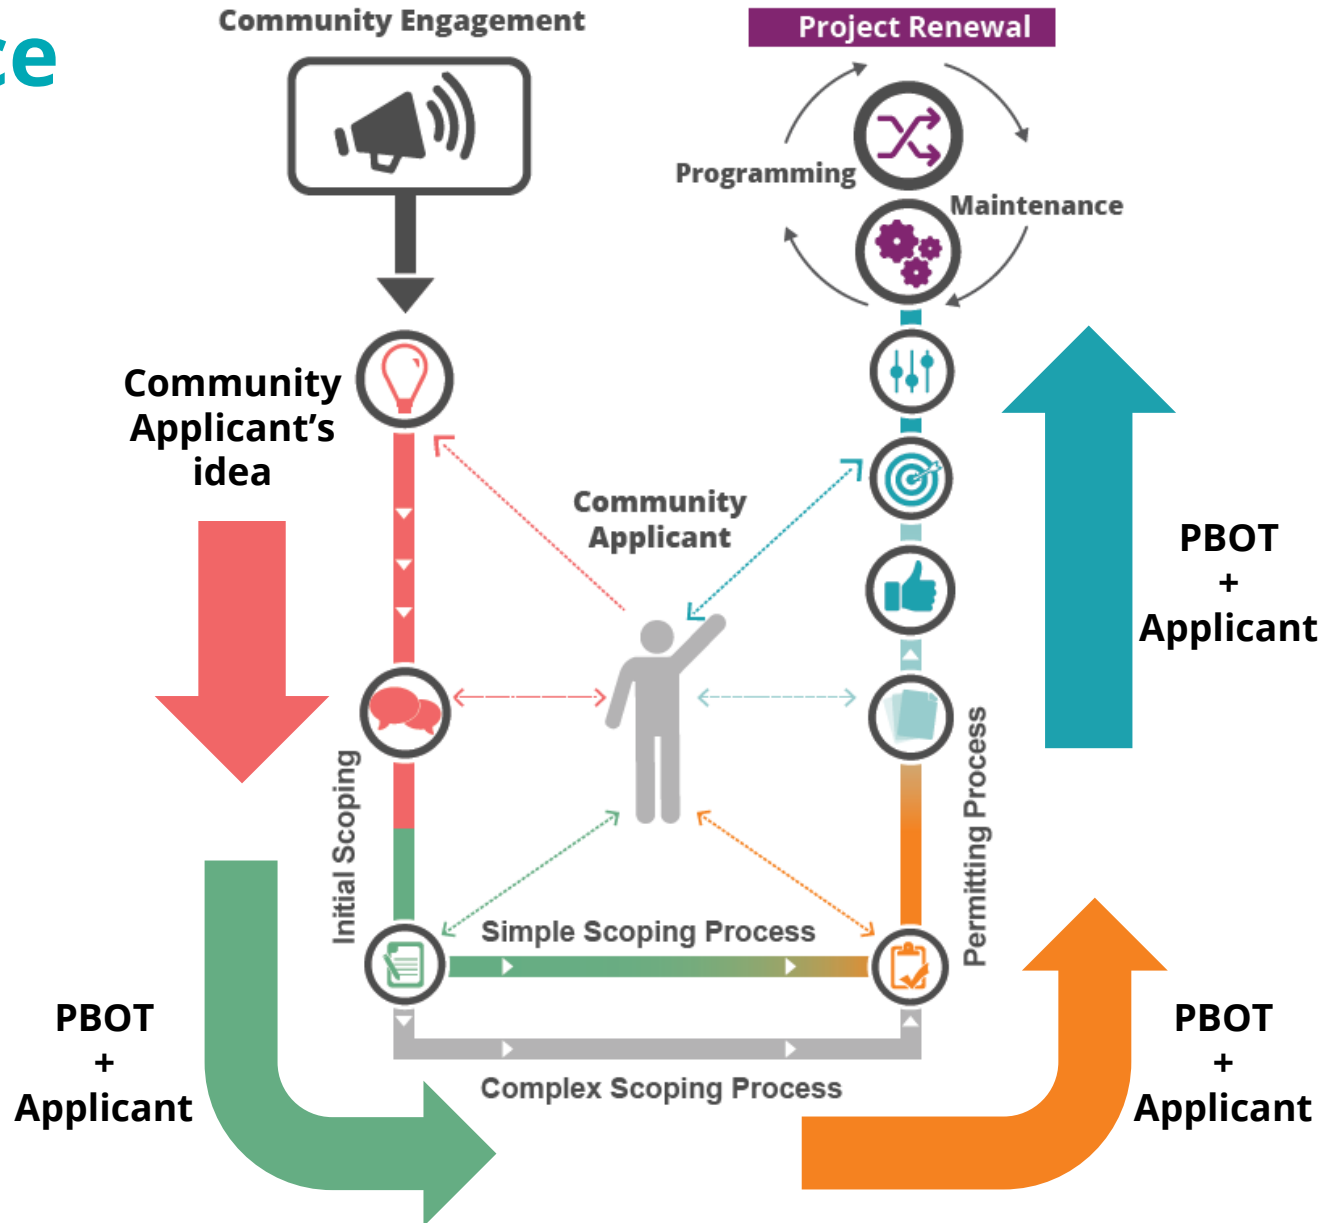 ce
Community Engagement
Project Renewal
Programming
Maintenance
Community
Applicant's
idea
Community
Applicant
PBOT
+
Applicant
Initial Scoping
Permitting Process
Simple Scoping Process
Complex Scoping Process
PBOT
+
Applicant
PBOT
+
Applicant